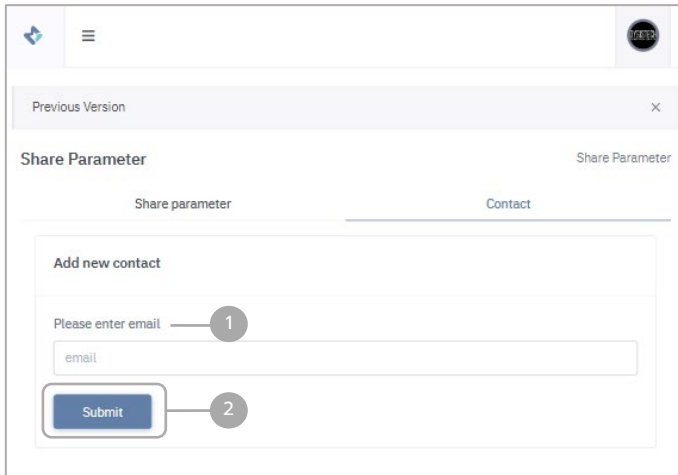 Previous Version
Share Parameter
Share Parameter
Share parameter
Contact
Add new contact
Please enter email
1
email
Submit
2